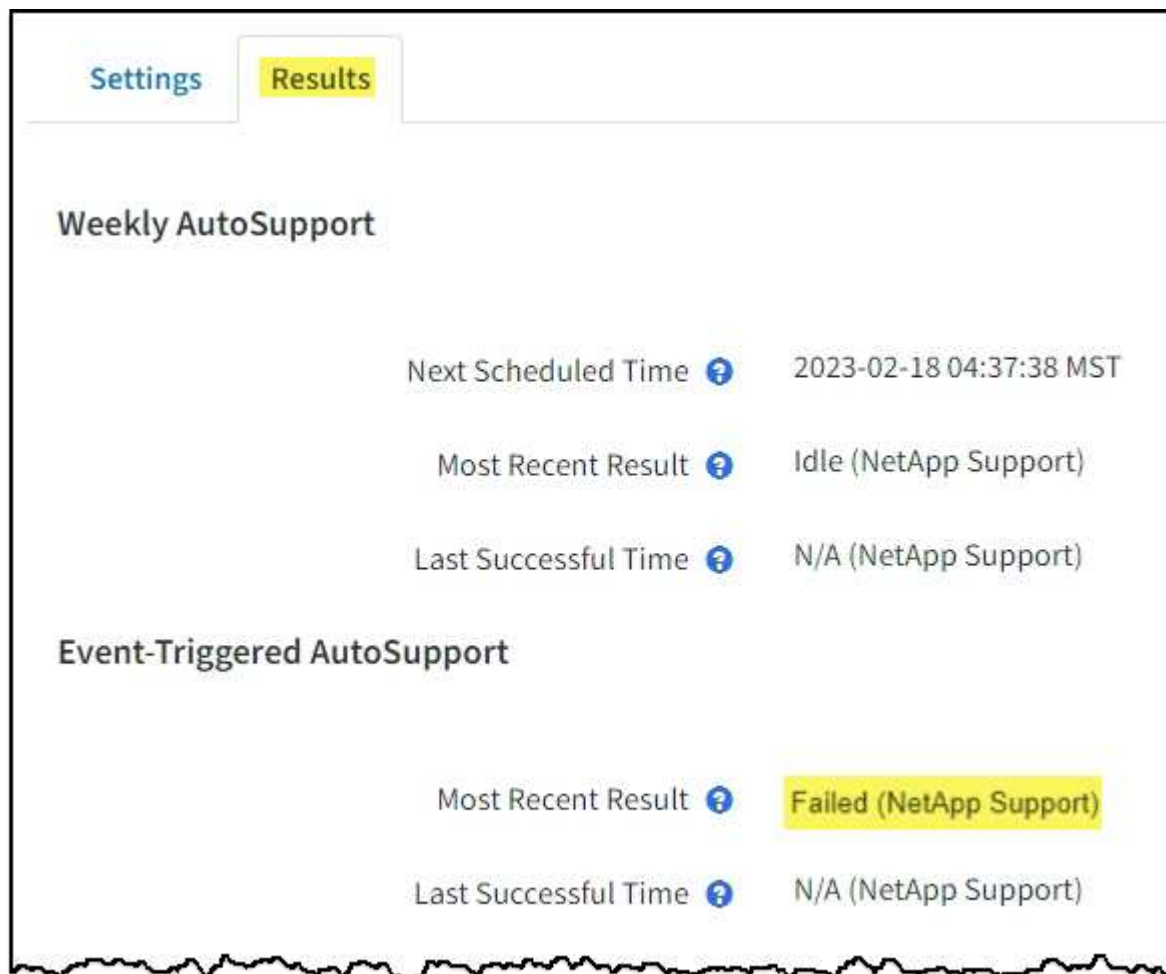 Settings Results
Weekly AutoSupport
Next Scheduled Time ? 2023-02-18 04:37:38 MST
Most Recent Result ? Idle (NetApp Support)
Last Successful Time ? N/A (NetApp Support)
Event-Triggered AutoSupport
Most Recent Result ? Failed (NetApp Support)
Last Successful Time ? N/A (NetApp Support)